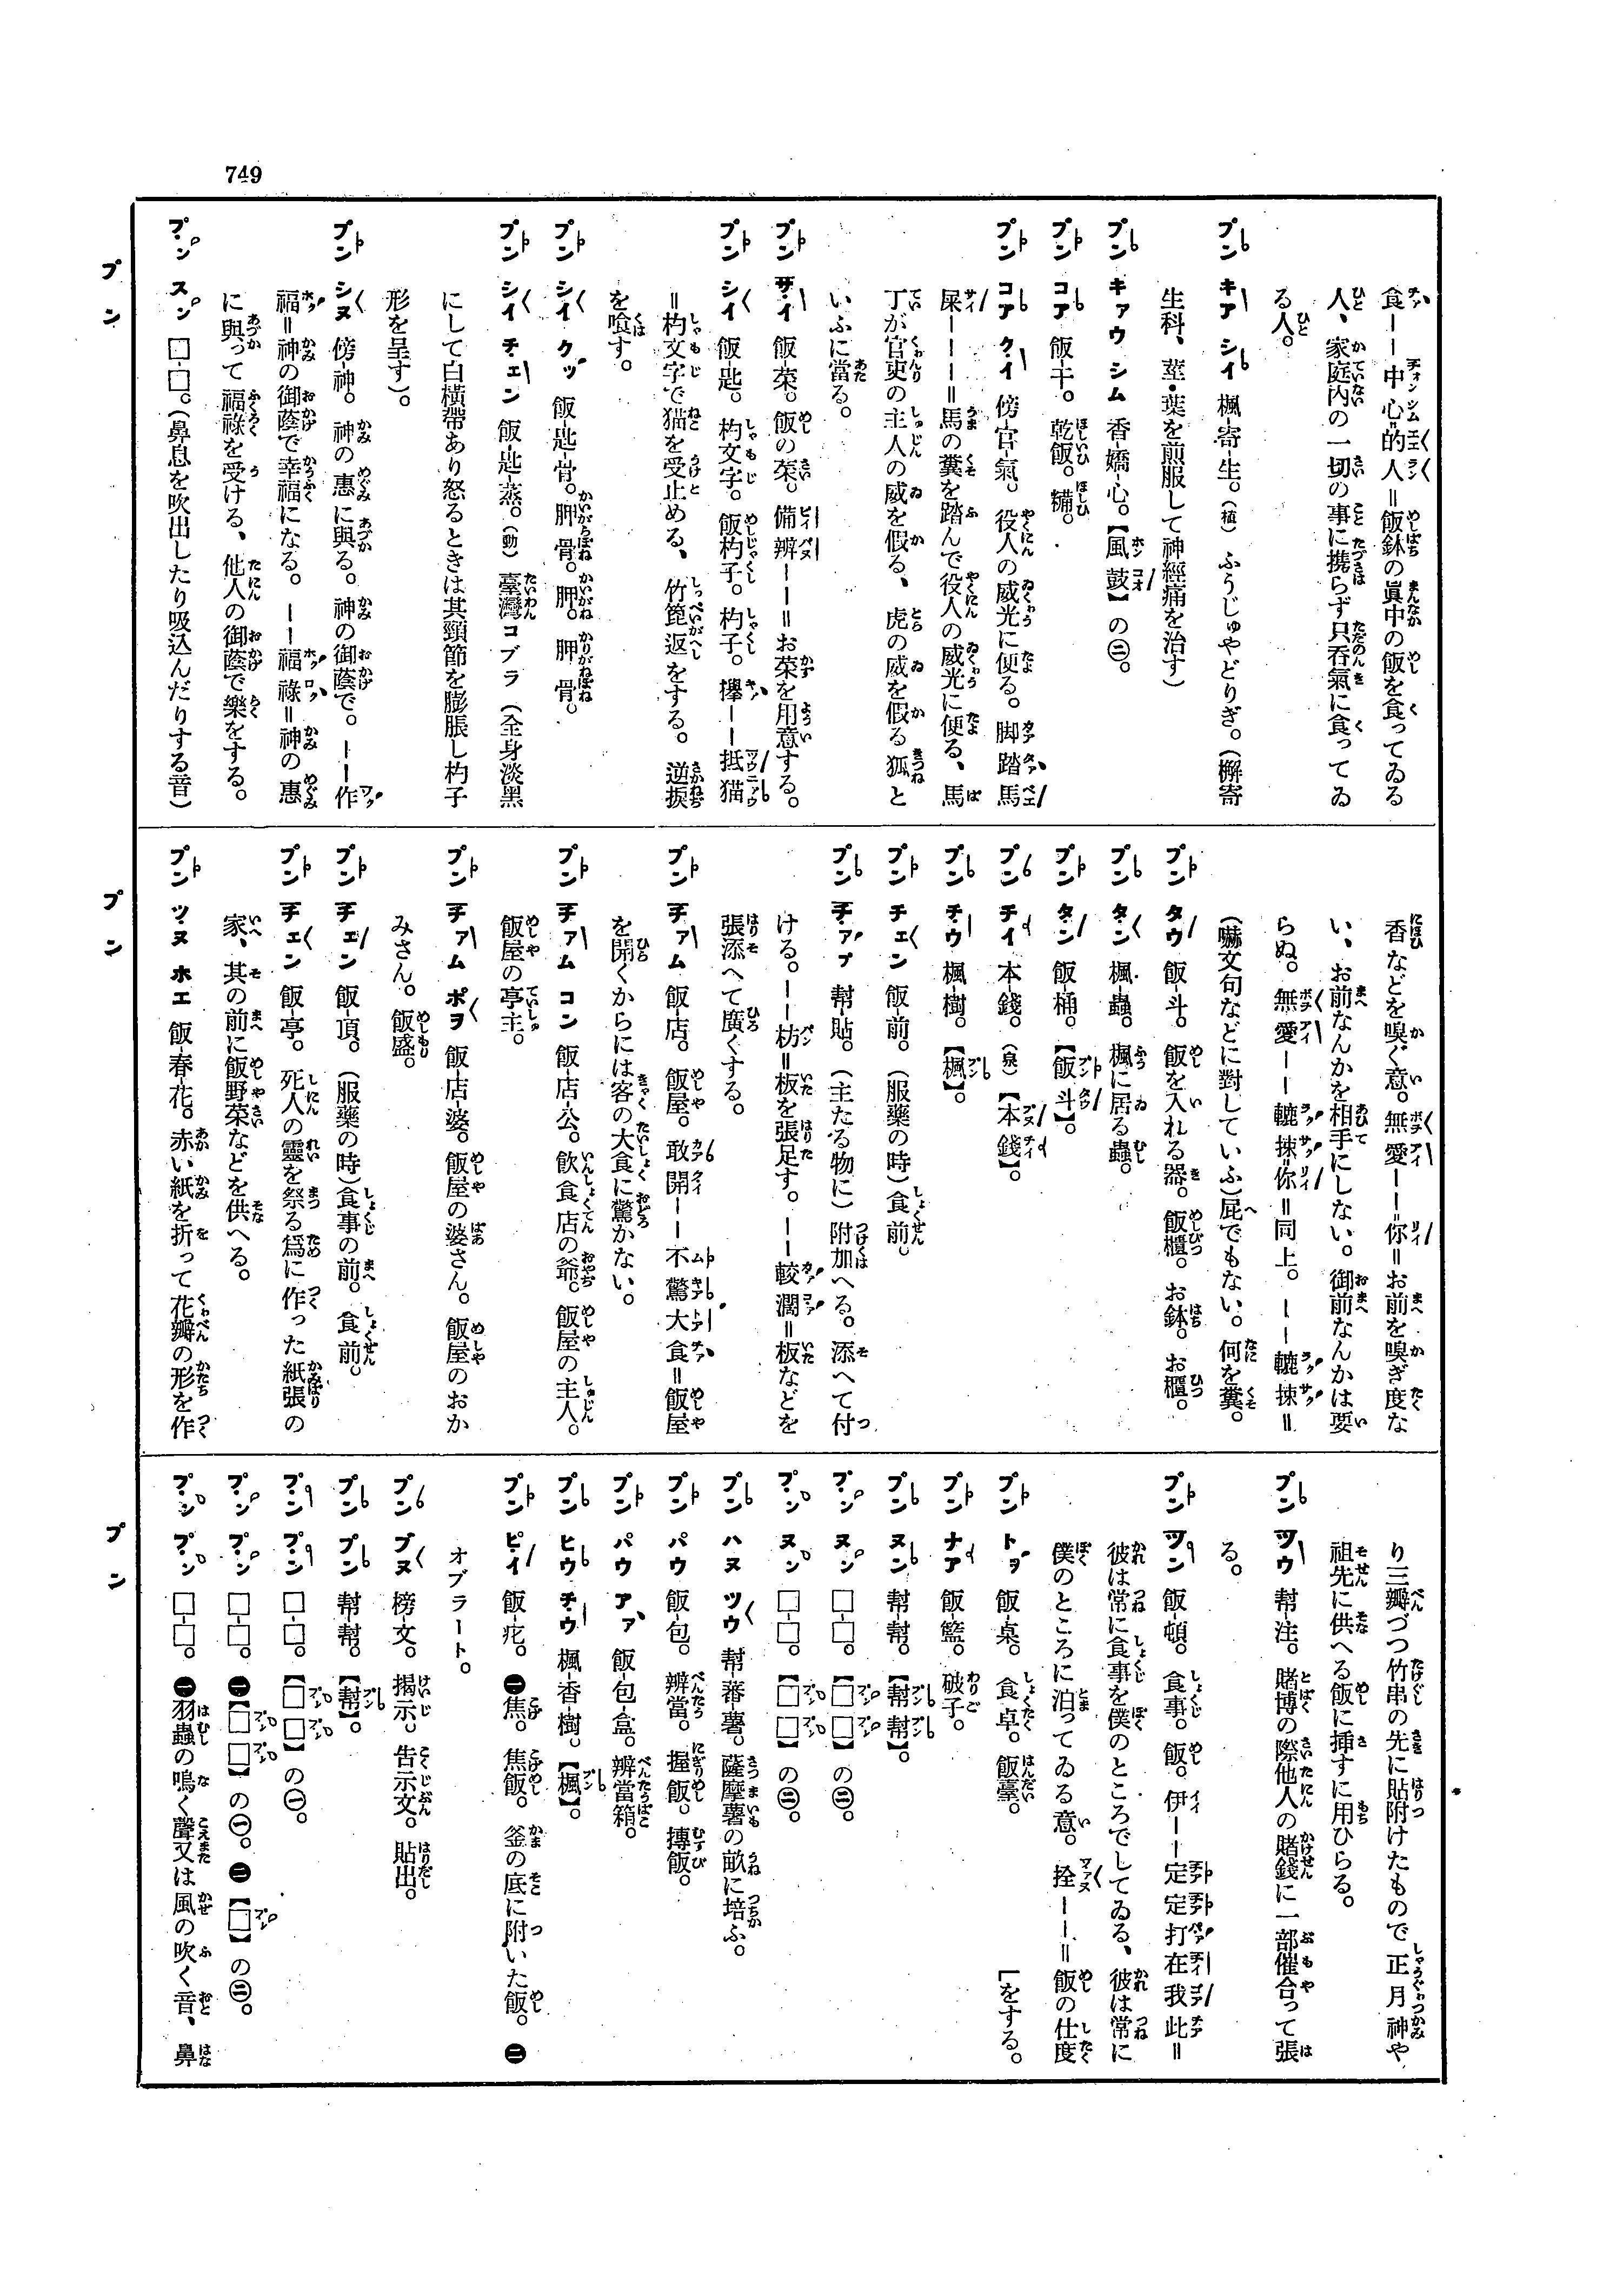 749
食ーー中心的人＝飯鉢の眞中の飯を食ってゐる
人、家庭內の一切の事に携らず只呑氣に食ってゐ
る人。
プン キア シイ 楓-寄-生。（植）ふうじゅやどりぎ。（檞寄
生科、莖・葉を煎服して神經痛を治す）
プン キァウ シム 香-嬌-心。【風鼓】の㊁。
プン コア 飯-干。乾飯。糒。
プン コア クイ 傍-官-氣。役人の威光に便る。脚踏馬
屎ーーー＝馬の糞を踏んで役人の威光に便る、馬
丁が官吏の主人の威を假る、虎の威を假る狐と
いふに當る。
プン サイ 飯-菜。飯の菜。備辨ーー＝お菜を用意する。
プン シイ 飯-匙。杓文字。飯杓子。杓子。攑ーー抵猫
＝杓文字で猫を受止める、竹箆返をする。逆捩
を喰す。
プン シイ クッ 飯-匙-骨。胛骨。胛。胛骨。
プン シイ チェン 飯-匙-蒸。（動）臺灣コブラ（全身淡黑
にして白橫帶あり怒るときは其頸節を膨脹し杓子
形を呈す）。
プン シヌ 傍-神。神の惠に與る。神の御蔭で。ーー作
福＝神の御蔭で幸福になる。ーー福祿＝神の惠
に與って福祿を受ける、他人の御蔭で樂をする。
プン スン □-□。（鼻息を吹出したり吸込んだりする音）
香などを嗅ぐ意。無愛ーー＝你＝お前を嗅ぎ度な
い、お前なんかを相手にしない。御前なんかは要
らぬ。無愛ーー轆揀你＝同上。ーー轆揀＝
（嚇文句などに對していふ）屁でもない。何を糞。
プン タウ 飯-斗。飯を入れる器。飯櫃。お鉢。お櫃。
プン タン 楓-蟲。楓に居る蟲。
プン タン 飯-桶。【飯斗】。
プン チイ 本-錢。（泉）【本錢】。
プン チウ 楓-樹。【楓】。
プン チェン 飯-前。（服藥の時）食前。
プン チァプ 幇-貼。（主たる物に）附加へる。添へて付
ける。ーー枋＝板を張足す。ーー較濶＝板などを
張添へて廣くする。
プン チァム 飯-店。飯屋。敢開ーー不驚大食＝飯屋
を開くからには客の大食に驚かない。
プン チァム コン 飯-店-公。飮食店の爺。飯屋の主人。
飯屋の亭主。
プン チァム ポヲ 飯-店-婆。飯屋の婆さん。飯屋のおか
みさん。飯盛。
プン チェン 飯-頂。（服藥の時）食事の前。食前。
プン チェン 飯-亭。死人の靈を祭る爲に作った紙張の
家、其の前に飯野菜などを供へる。
プン ツヌ ホエ 飯-春-花。赤い紙を折って花瓣の形を作
り三瓣づつ竹串の先に貼附けたもので正月神や
祖先に供へる飯に挿すに用ひらる。
プン ツウ 幇-注。賭博の際他人の賭錢に一部催合って張
る。
プン ツン 飯-頓。食事。飯。伊ーー定定打在我此＝
彼は常に食事を僕のところでしてゐる、彼は常に
僕のところに泊ってゐる意。拴ーー＝飯の仕度
［をする。
プン トヲ 飯-桌。食卓。飯臺。
プン ナア 飯-籃。破子。
プン ヌン 幇-幇。【幇幇】。
プン ヌン □-□。【□□】の㊁。
プン ヌン □-□。【□□】の㊁。
プン ハヌ ツウ 幇-蕃-薯。薩摩薯の畝に培ふ。
プン パウ 飯-包。辨當。握飯。摶飯。
プン パウ アァ 飯-包-盒。辨當箱。
プン ヒウ チウ 楓-香-樹。【楓】。
プン ピイ 飯-疕。㊀焦。焦飯。釜の底に附いた飯。㊁
オブラート。
プン ブヌ 榜-文。揭示。告示文。貼出。
プン プン 幇-幇。【幇】。
プン プン □-□。【□□】の㊀。
プン プン □-□。㊀【□□】の㊀。㊁【□】の㊁。
プン プン □-□。㊀羽蟲の鳴く聲又は風の吹く音、鼻
プン
プン
プン